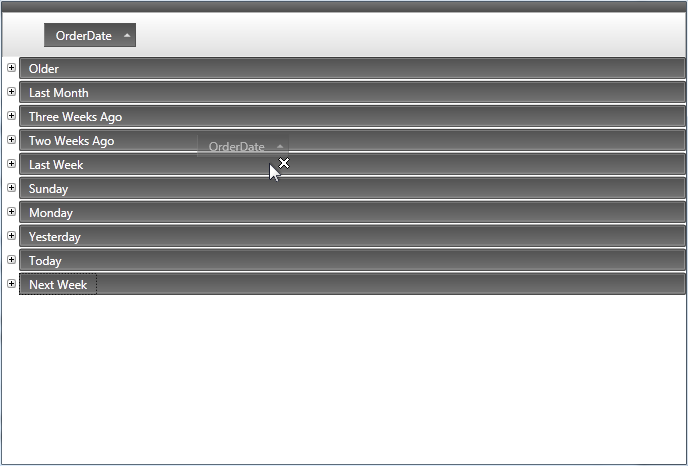 OrderDate
Older
Last Month
Three Weeks Ago
Two Weeks Ago
OrderDate
Last Week
Sunday
Monday
Yesterday
Today
Next Week